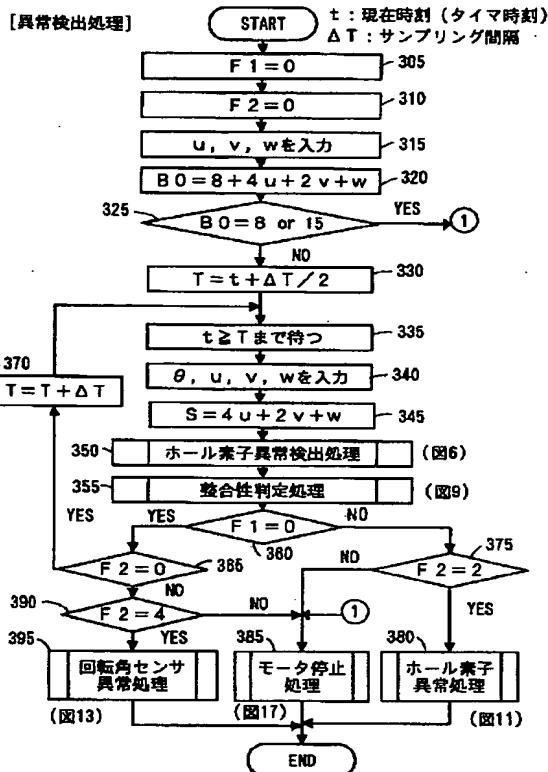 [異常検出処理]
START
t：現在時刻（タイマ時刻）
ΔT：サンプリング間隔
F1=0
305
F2=0
310
u，v，wを入力
315
B0=8+4u+2v+w
320
325
B0=8 or 15
YES
①
NO
T=t+ΔT/2
330
370
t≧Tまで待つ
335
T=T+ΔT
θ，u，v，wを入力
340
S=4u+2v+w
345
350
ホール素子異常検出処理
(図6)
355
整合性判定処理
(図9)
YES
YES
F1=0
NO
360
375
F2=0
386
NO
F2=2
NO
YES
390
F2=4
NO
①
YES
395
回転角センサ
異常処理
385
モータ停止
処理
380
ホール素子
異常処理
(図13)
(図17)
(図11)
END